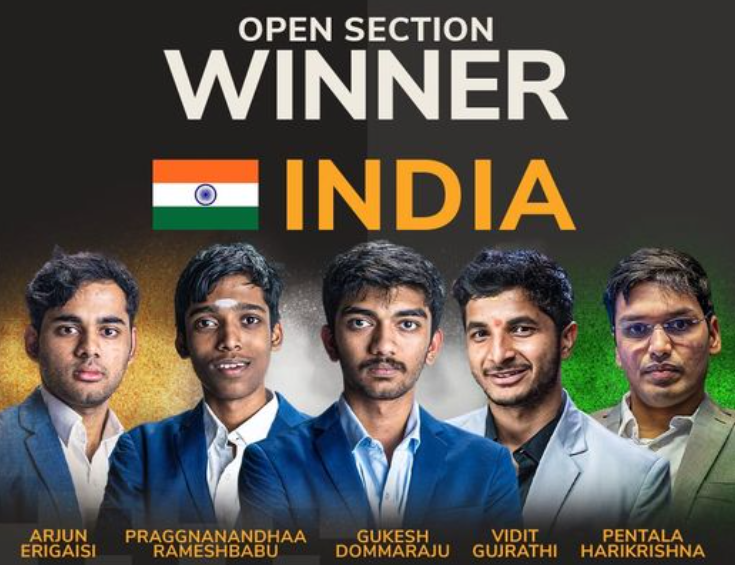 OPEN SECTION
WINNER
INDIA
ARJUN
ERIGAISI
PRAGGNANANDHAA
RAMESHBABU
GUKESH
DOMMARAJU
VIDIT
GUJRATHI
PENTALA
HARIKRISHNA